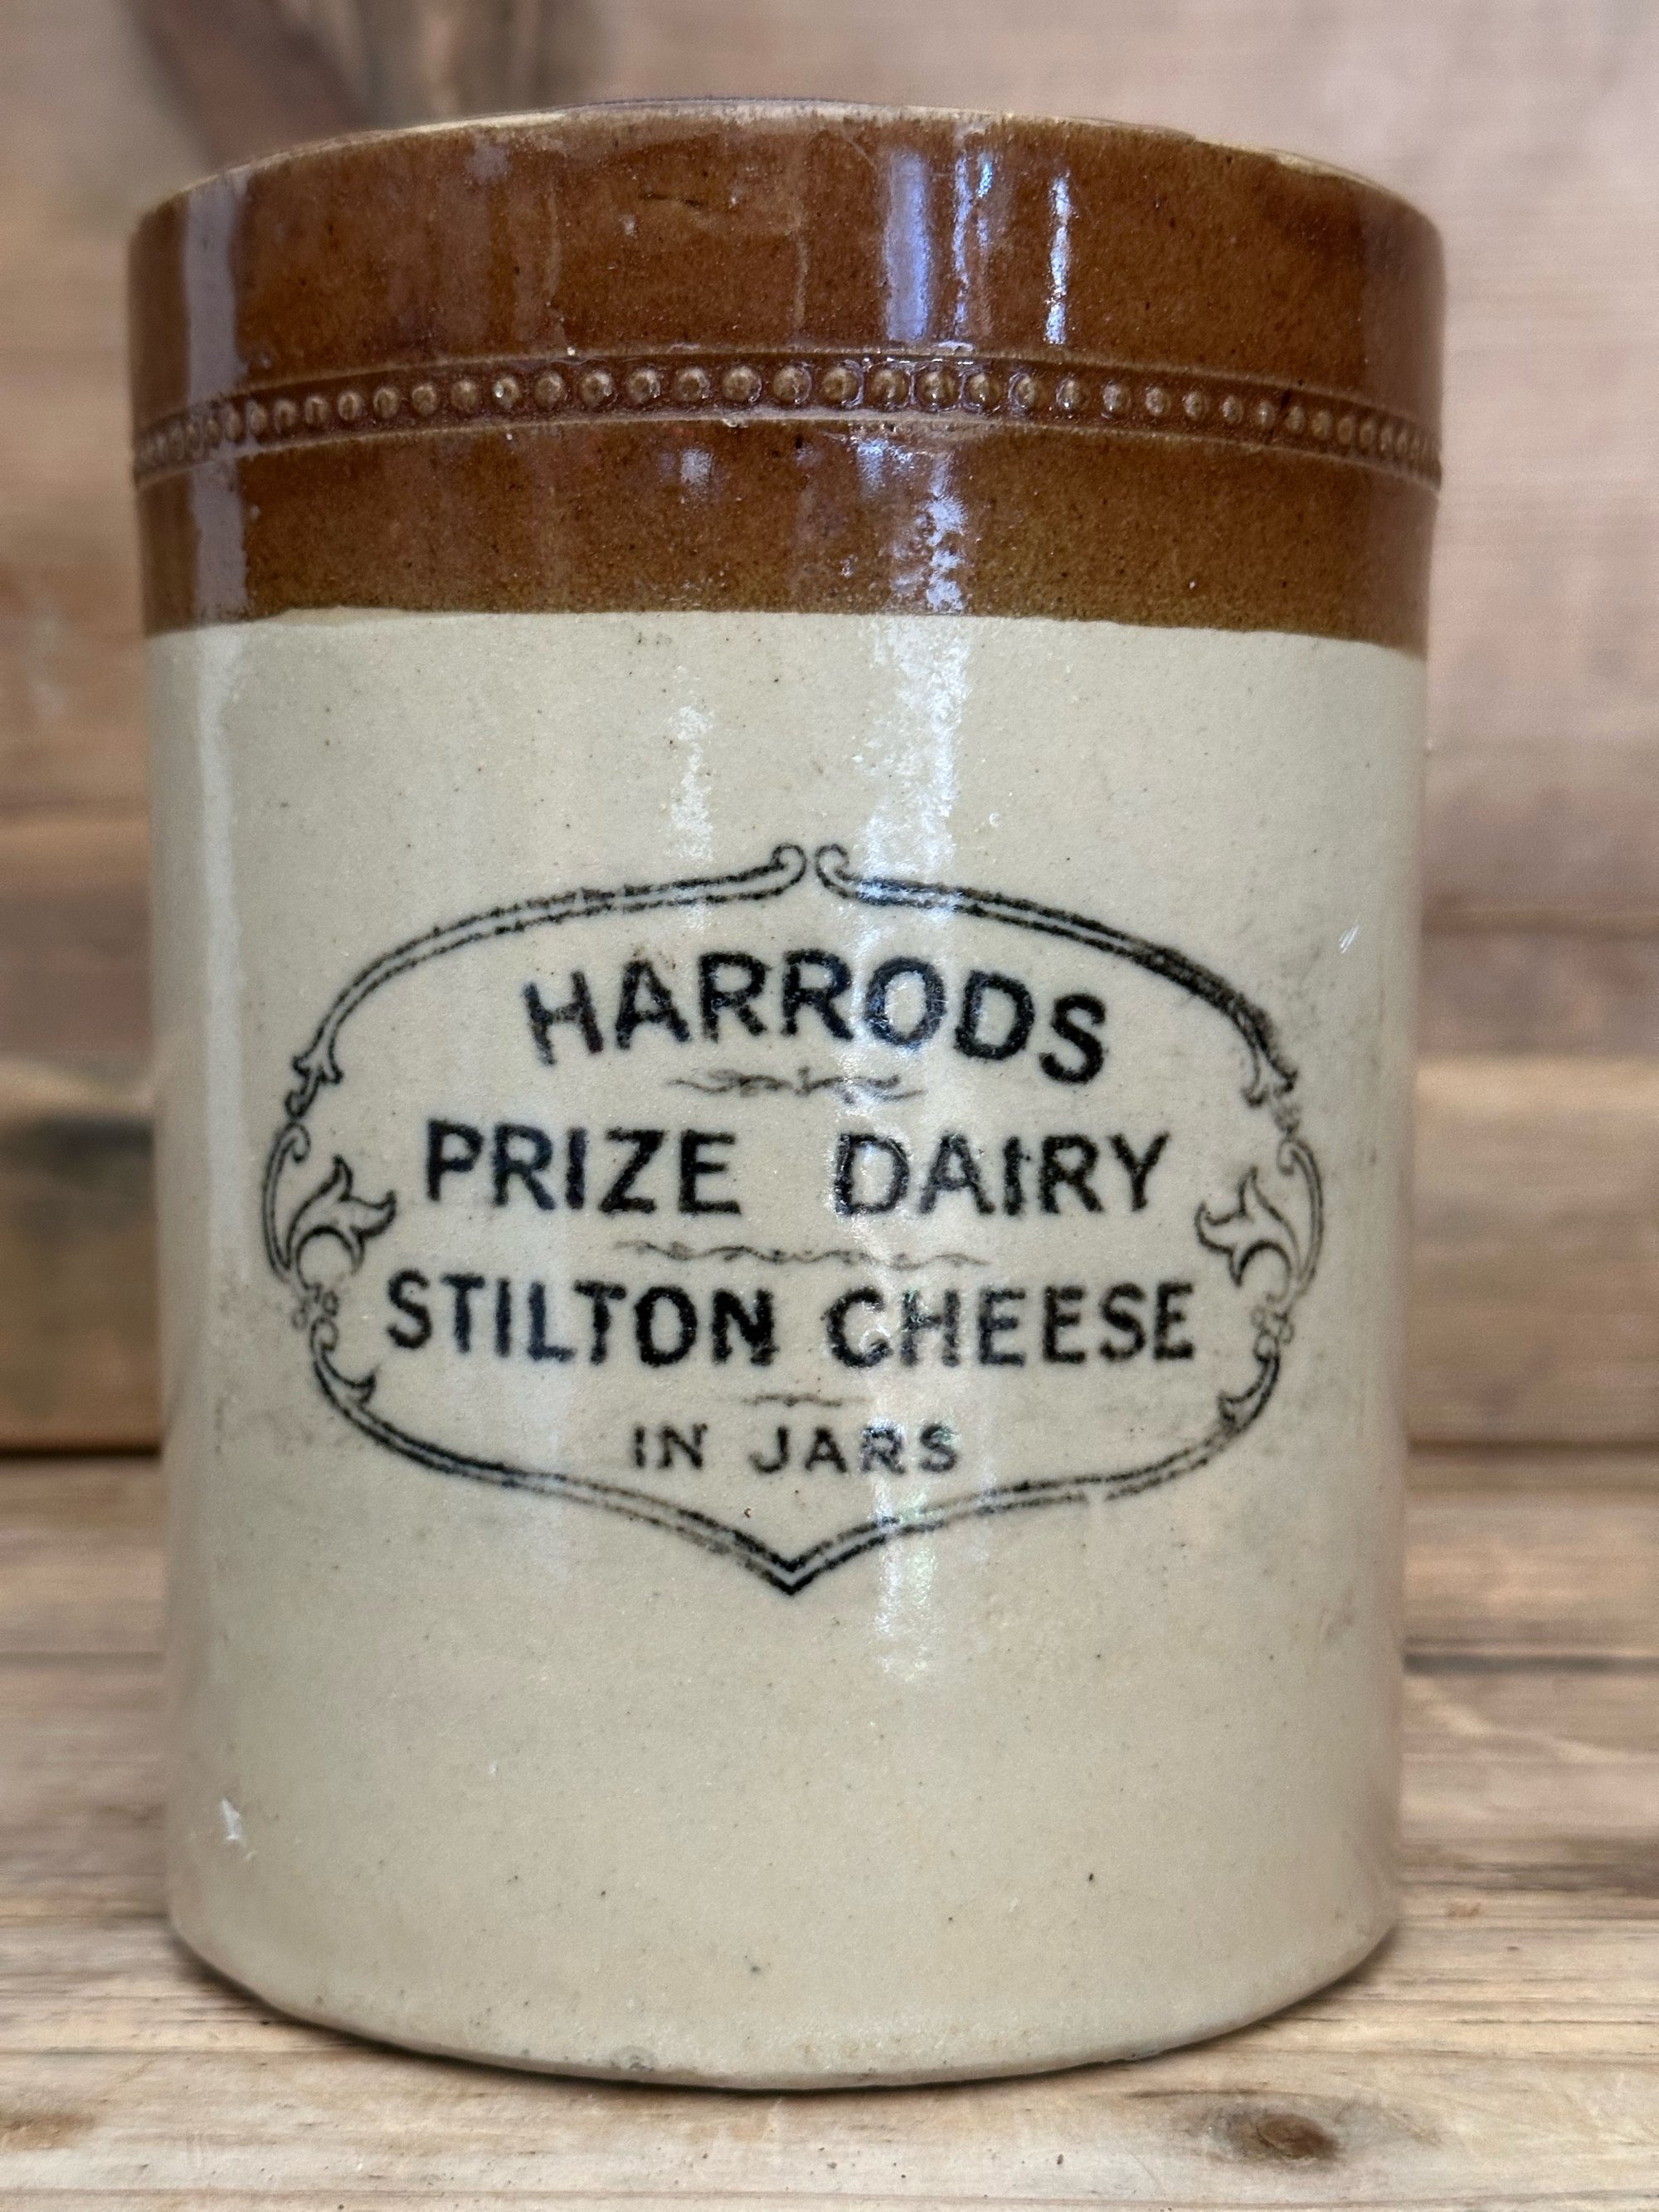 HARRODS
PRIZE DAIRY
STILTON CHEESE
IN JARS